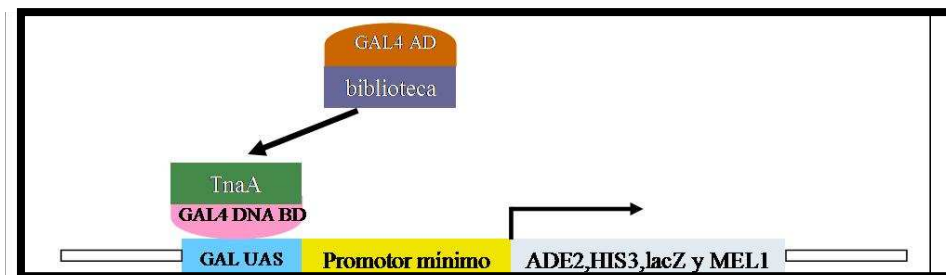 GAL4 AD
biblioteca
TnaA
GAL4 DNA BD
GAL UAS Promotor mínimo ADE2,HIS3,lacZ y MEL1